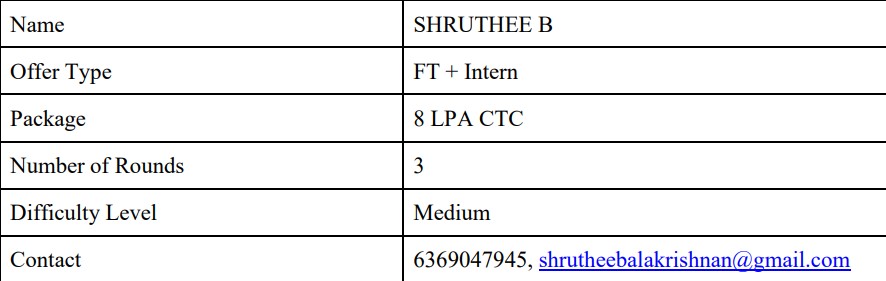 Name SHRUTHEE B
Offer Type FT + Intern
Package 8 LPA CTC
Number of Rounds 3
Difficulty Level Medium
Contact 6369047945, shrutheebalakrishnan@gmail.com